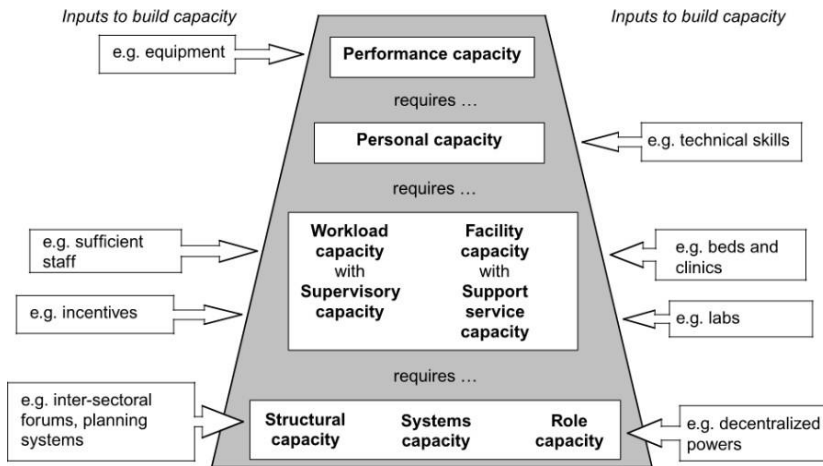 Inputs to build capacity
Inputs to build capacity
e.g. equipment
Performance capacity
requires …
Personal capacity
e.g. technical skills
requires …
e.g. sufficient
staff
Workload
capacity
with
Supervisory
capacity
Facility
capacity
with
Support
service
capacity
e.g. beds and
clinics
e.g. incentives
e.g. labs
requires …
e.g. inter-sectoral
forums, planning
systems
Structural
capacity
Systems
capacity
Role
capacity
e.g. decentralized
powers